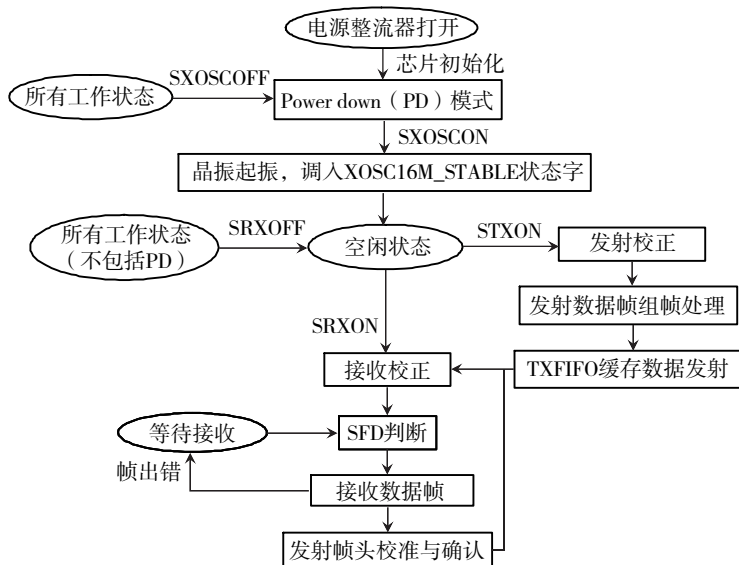 电源整流器打开
芯片初始化
SXOSCOFF
所有工作状态
Power down（PD）模式
SXOSCON
晶振起振，调入XOSC16M_STABLE状态字
所有工作状态
（不包括PD）
SRXOFF
空闲状态
STXON
发射校正
发射数据帧组帧处理
SRXON
TXFIFO缓存数据发射
接收校正
等待接收
SFD判断
帧出错
接收数据帧
发射帧头校准与确认